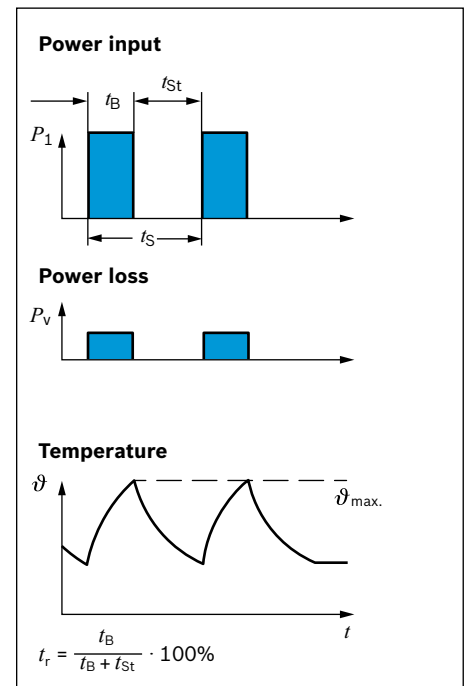 Power input
t_B t_St
P_1
t_S
Power loss
P_v
Temperature
ϑ
ϑ_max.
t
t_r = t_B / (t_B + t_St) · 100%